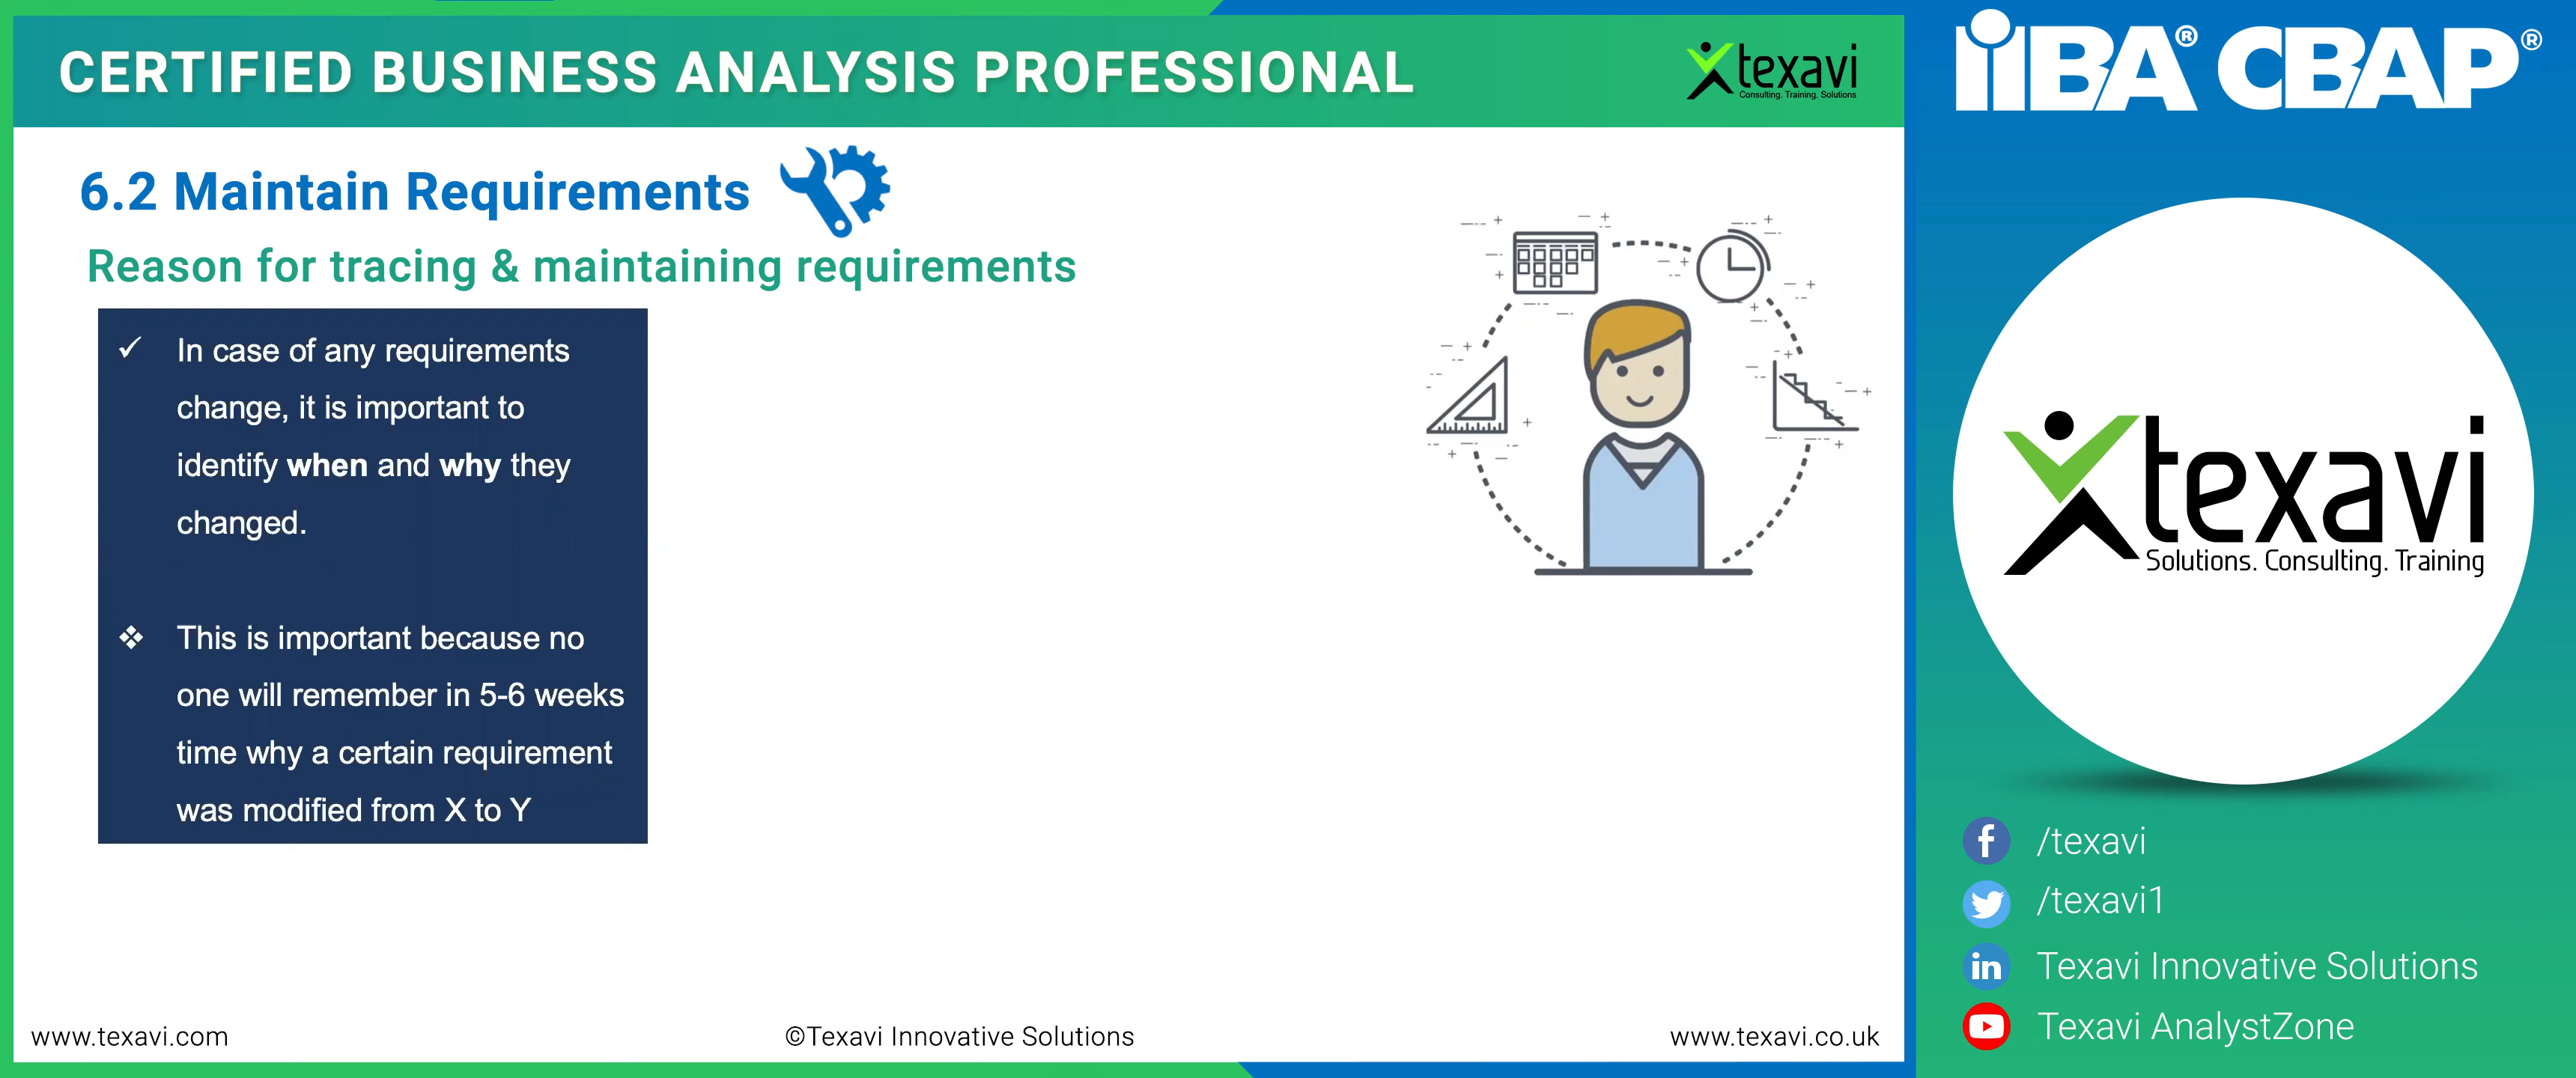 CERTIFIED BUSINESS ANALYSIS PROFESSIONAL
texavi
Consulting. Training. Solutions
6.2 Maintain Requirements
Reason for tracing & maintaining requirements
✓ In case of any requirements
change, it is important to
identify when and why they
changed.
❖ This is important because no
one will remember in 5-6 weeks
time why a certain requirement
was modified from X to Y
www.texavi.com
©Texavi Innovative Solutions
www.texavi.co.uk
IIBA® CBAP®
texavi
Solutions. Consulting. Training
/texavi
/texavi1
Texavi Innovative Solutions
Texavi AnalystZone